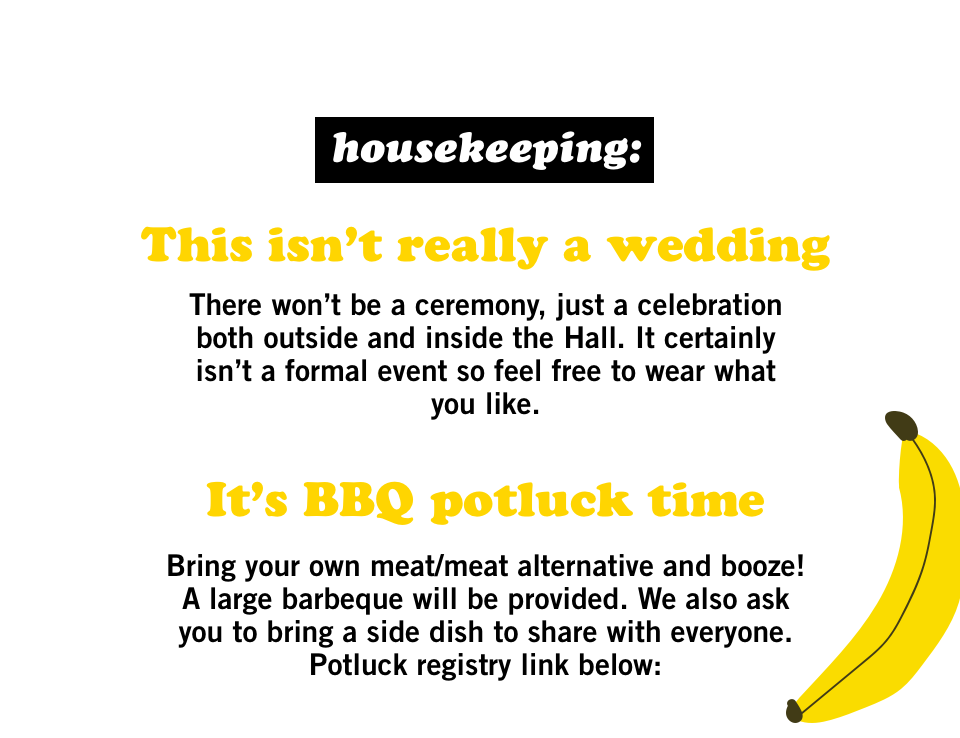 housekeeping:
This isn’t really a wedding
There won’t be a ceremony, just a celebration
both outside and inside the Hall. It certainly
isn’t a formal event so feel free to wear what
you like.
It’s BBQ potluck time
Bring your own meat/meat alternative and booze!
A large barbeque will be provided. We also ask
you to bring a side dish to share with everyone.
Potluck registry link below: